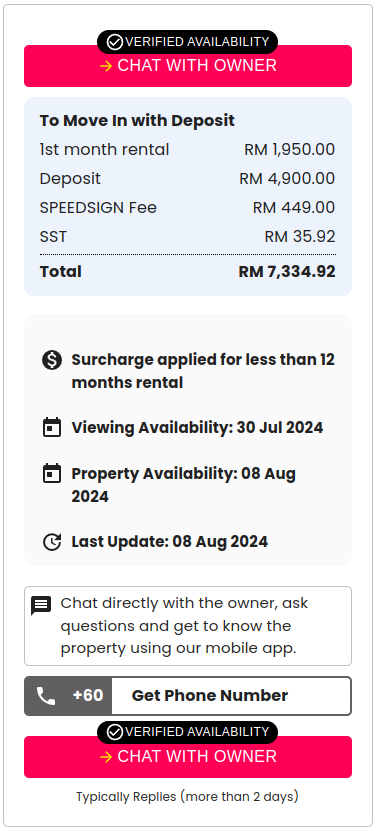 VERIFIED AVAILABILITY
→ CHAT WITH OWNER
To Move In with Deposit
1st month rental RM 1,950.00
Deposit RM 4,900.00
SPEEDSIGN Fee RM 449.00
SST RM 35.92
Total RM 7,334.92
Surcharge applied for less than 12
months rental
Viewing Availability: 30 Jul 2024
Property Availability: 08 Aug
2024
Last Update: 08 Aug 2024
Chat directly with the owner, ask
questions and get to know the
property using our mobile app.
+60 Get Phone Number
VERIFIED AVAILABILITY
→ CHAT WITH OWNER
Typically Replies (more than 2 days)